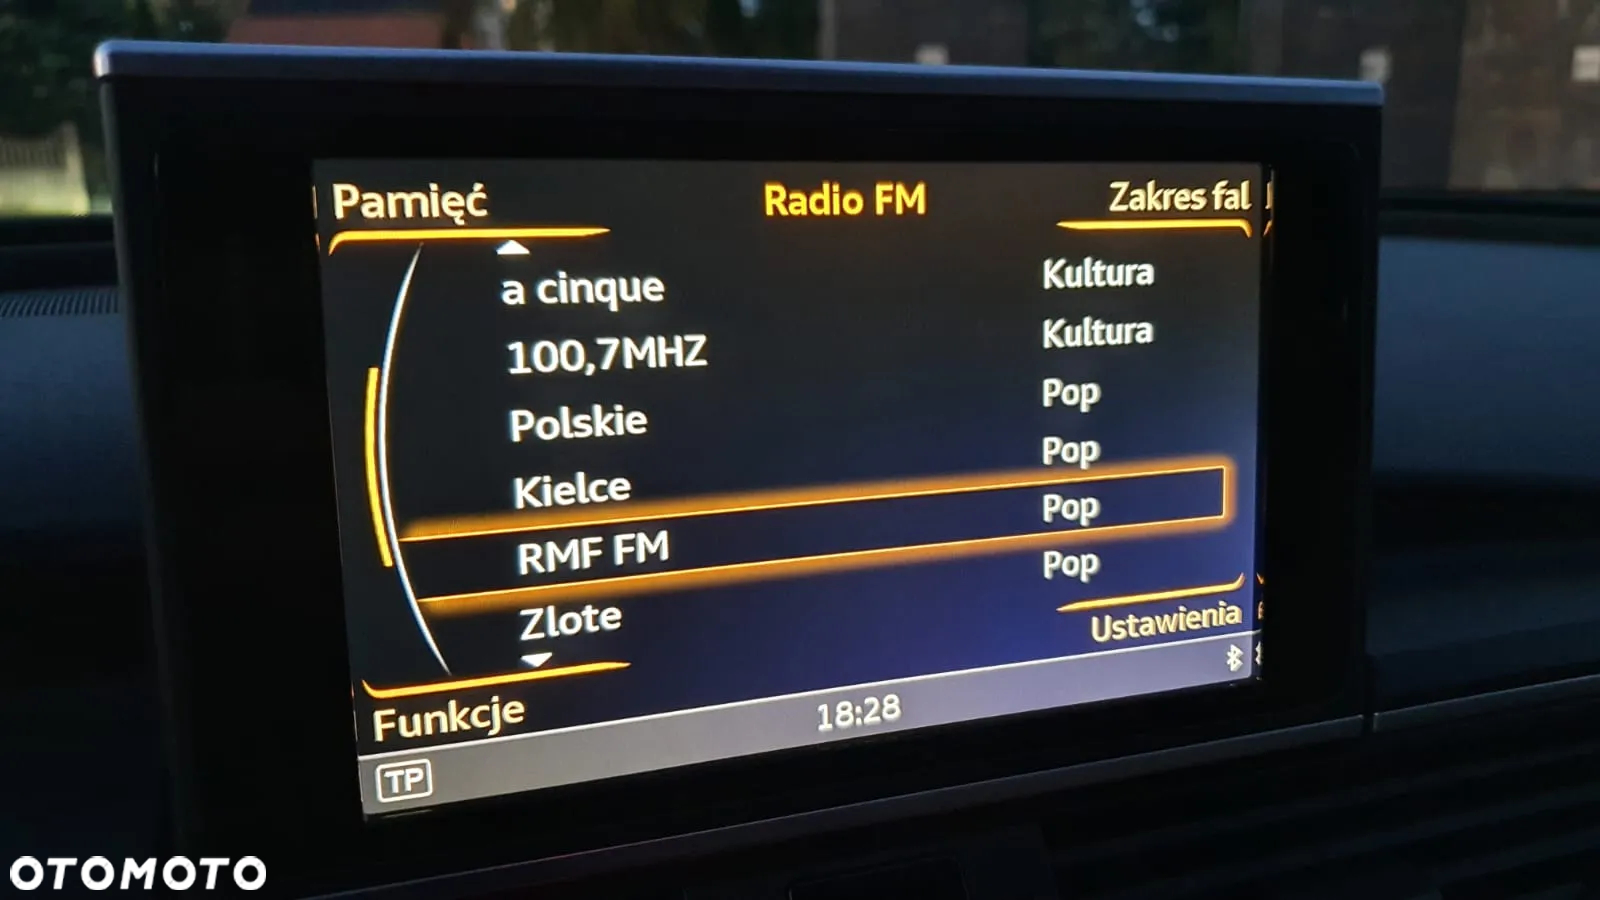 Pamięć
Radio FM
Zakres fal
a cinque Kultura
100,7MHZ Kultura
Polskie Pop
Kielce Pop
RMF FM Pop
Zlote Pop
Ustawienia
Funkcje
18:28
TP
OTOMOTO